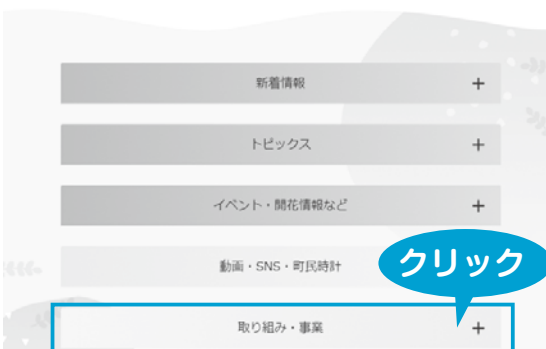 新着情報 +
トピックス +
イベント・開花情報など +
動画・SNS・町民時計
クリック
取り組み・事業 +